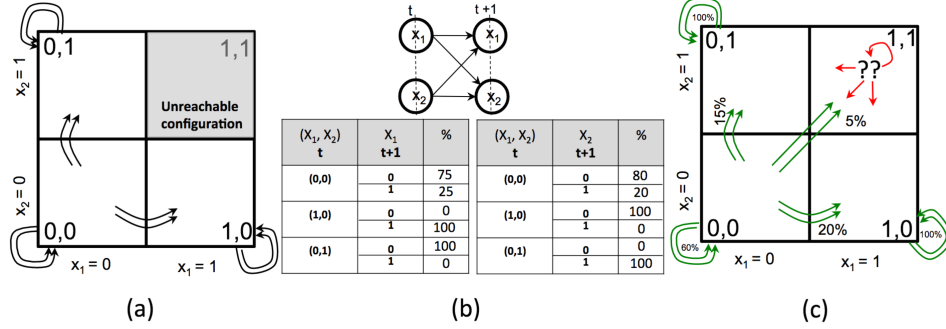 0,1
1,1
Unreachable
configuration
x2 = 1
x2 = 0
0,0
1,0
x1 = 0
x1 = 1
(a)
t
t+1
X1
X1
X2
X2
(X1, X2)
t
X1
t+1
%
(0,0)
0
75
1
25
(1,0)
0
0
1
100
(0,1)
0
100
1
0
(X1, X2)
t
X2
t+1
%
(0,0)
0
80
1
20
(1,0)
0
100
1
0
(0,1)
0
0
1
100
(b)
100%
0,1
1,1
??
x2 = 1
15%
5%
x2 = 0
0,0
1,0
60%
20%
100%
x1 = 0
x1 = 1
(c)